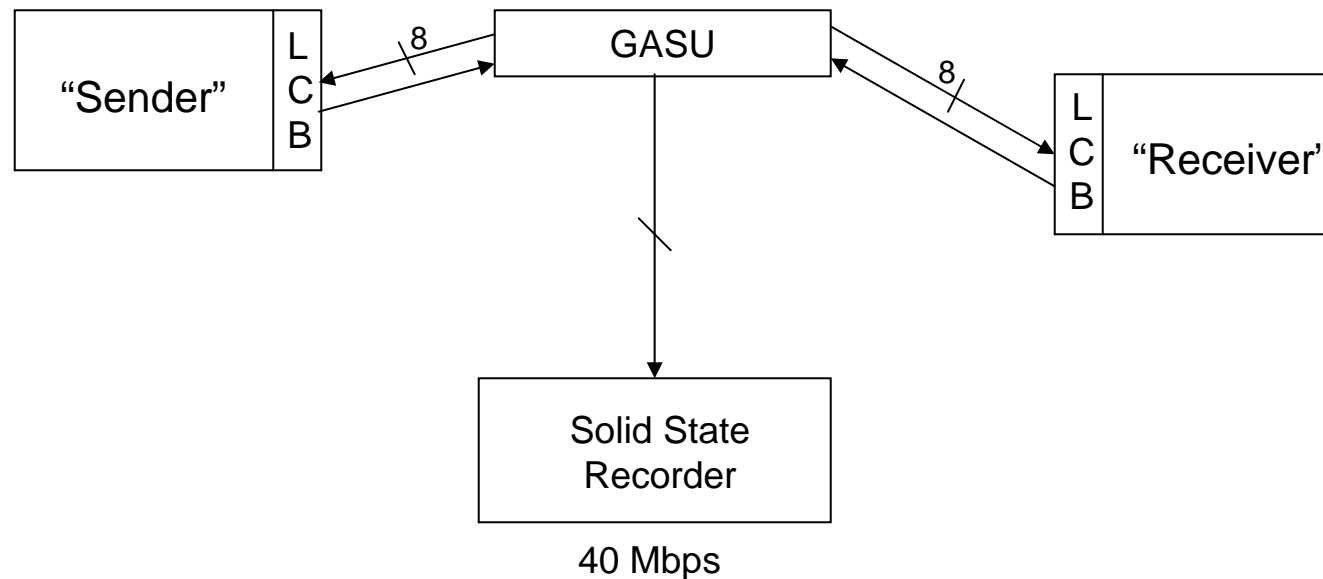 “Sender”
L
C
B
8
GASU
8
L
C
B
“Receiver”
Solid State
Recorder
40 Mbps